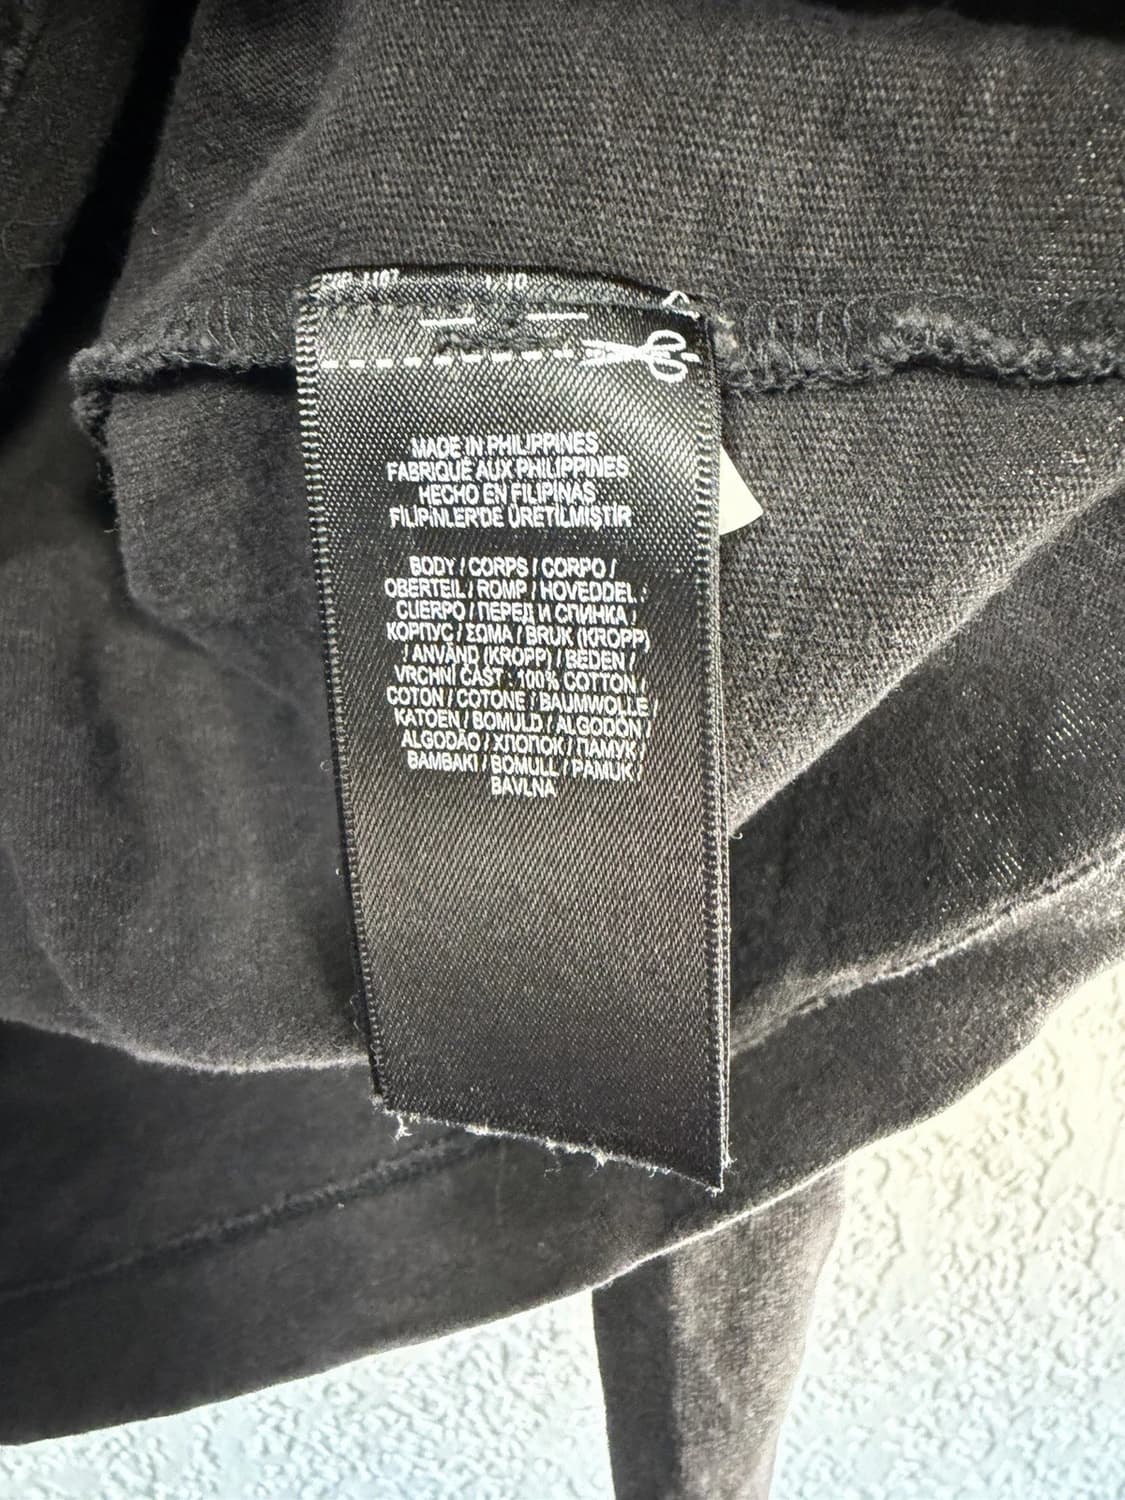 MADE IN PHILIPPINES
FABRIQUE AUX PHILIPPINES
HECHO EN FILIPINAS
FILIPINLER'DE ÜRETILMIŞTIR
BODY / CORPS / CORPO /
OBERTEIL / ROMP / HOVEDDEL /
CUERPO / ПЕРЕД И СПИНКА /
КОРПУС / ΣΩΜΑ / BRUK (KROPP)
/ ANVÄND (KROPP) / BEDEN /
VRCHNÍ ČÁST : 100% COTTON /
COTON / COTONE / BAUMWOLLE /
KATOEN / BOMULD / ALGODÓN /
ALGODÃO / ХЛОПОК / ПАМУК /
BAMBAKI / BOMULL / PAMUK /
BAVLNA